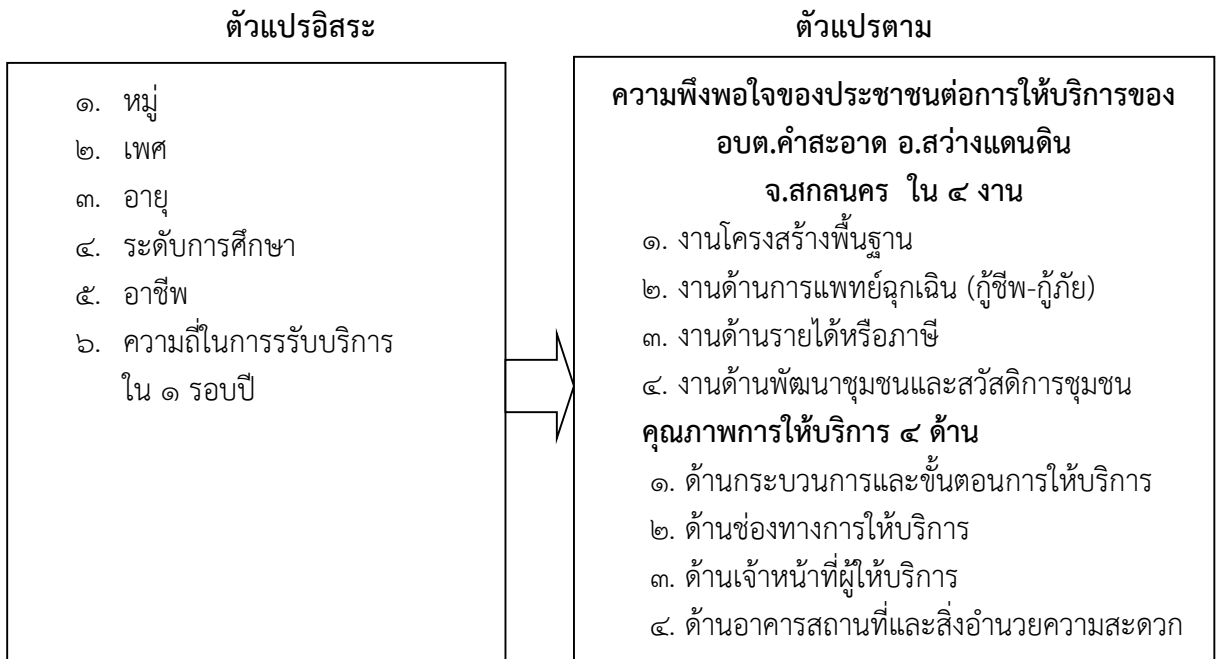 ตัวแปรอิสระ
๑. หมู่
๒. เพศ
๓. อายุ
๔. ระดับการศึกษา
๕. อาชีพ
๖. ความถี่ในการรรับบริการ
ใน ๑ รอบปี
ตัวแปรตาม
ความพึงพอใจของประชาชนต่อการให้บริการของ
อบต.คำสะอาด อ.สว่างแดนดิน
จ.สกลนคร ใน ๔ งาน
๑. งานโครงสร้างพื้นฐาน
๒. งานด้านการแพทย์ฉุกเฉิน (กู้ชีพ-กู้ภัย)
๓. งานด้านรายได้หรือภาษี
๔. งานด้านพัฒนาชุมชนและสวัสดิการชุมชน
คุณภาพการให้บริการ ๔ ด้าน
๑. ด้านกระบวนการและขั้นตอนการให้บริการ
๒. ด้านช่องทางการให้บริการ
๓. ด้านเจ้าหน้าที่ผู้ให้บริการ
๔. ด้านอาคารสถานที่และสิ่งอำนวยความสะดวก